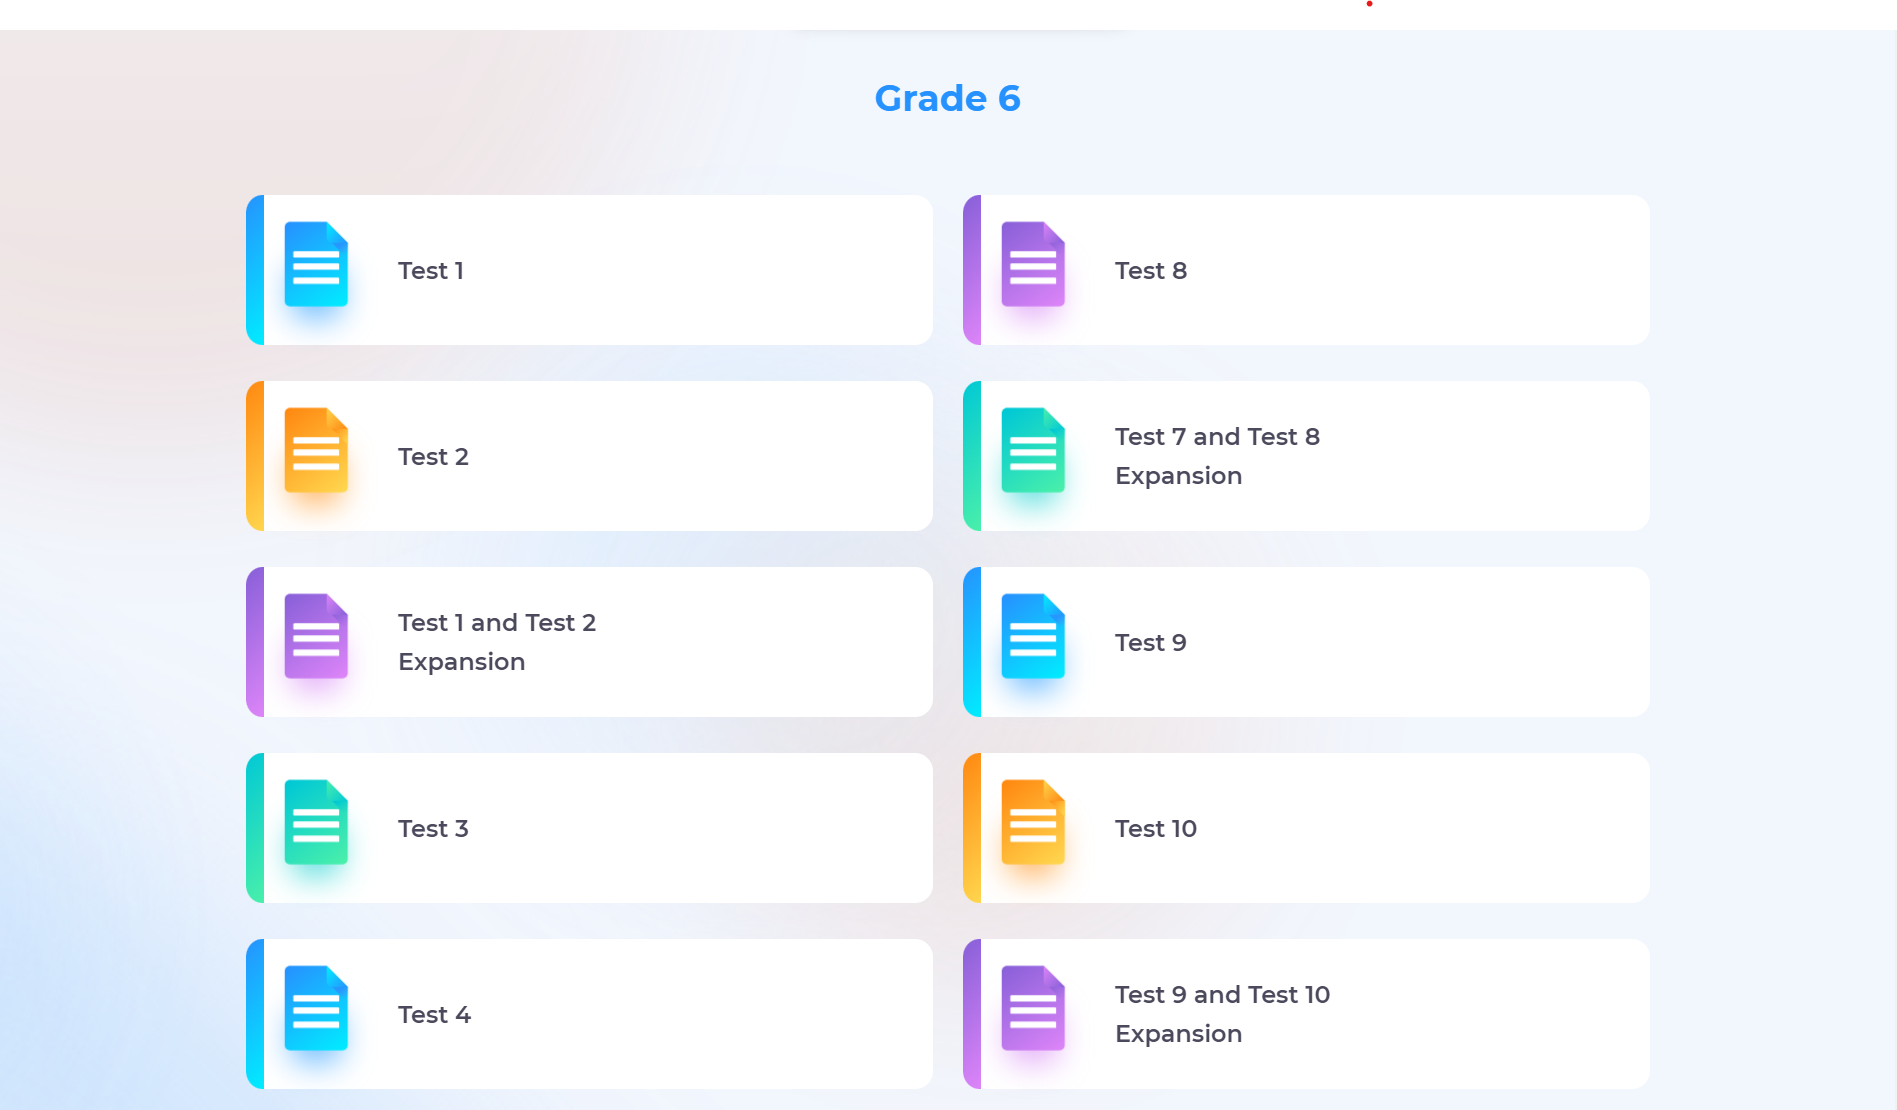 Grade 6
Test 1
Test 2
Test 1 and Test 2
Expansion
Test 3
Test 4
Test 8
Test 7 and Test 8
Expansion
Test 9
Test 10
Test 9 and Test 10
Expansion